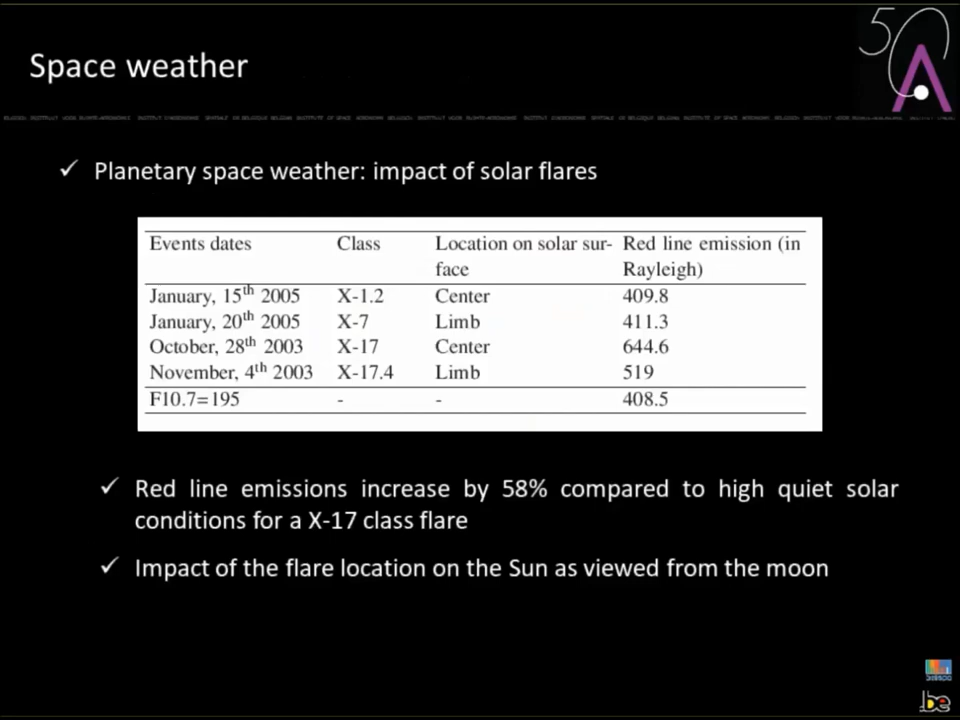 50
Space weather
✓ Planetary space weather: impact of solar flares
Events dates Class Location on solar sur- Red line emission (in
face Rayleigh)
January, 15th 2005 X-1.2 Center 409.8
January, 20th 2005 X-7 Limb 411.3
October, 28th 2003 X-17 Center 644.6
November, 4th 2003 X-17.4 Limb 519
F10.7=195 - - 408.5
✓ Red line emissions increase by 58% compared to high quiet solar
conditions for a X-17 class flare
✓ Impact of the flare location on the Sun as viewed from the moon
.be